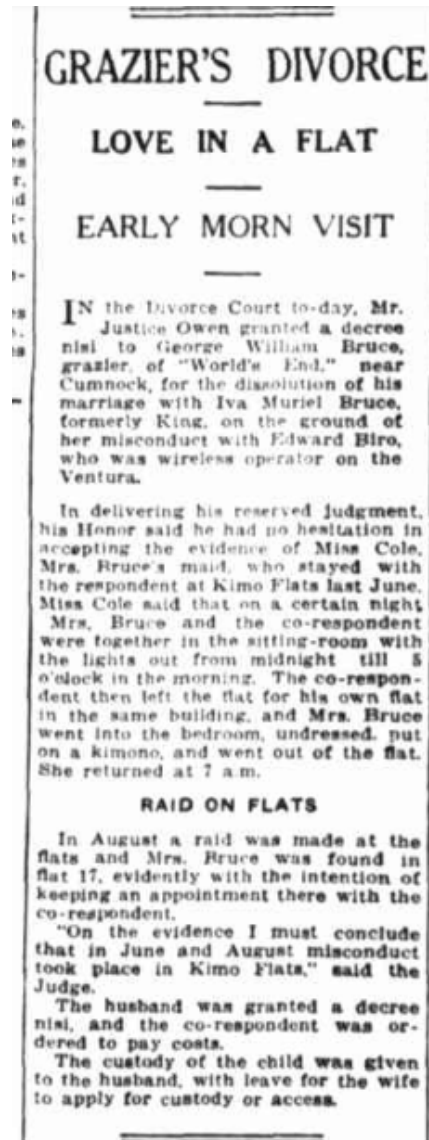 GRAZIER'S DIVORCE
LOVE IN A FLAT
EARLY MORN VISIT
IN the Divorce Court to-day, Mr.
Justice Owen granted a decree
nisi to George William Bruce,
grazier, of "World's End," near
Cumnock, for the dissolution of his
marriage with Iva Muriel Bruce,
formerly King, on the ground of
her misconduct with Edward Biro,
who was wireless operator on the
Ventura.
In delivering his reserved judgment,
his Honor said he had no hesitation in
accepting the evidence of Miss Cole,
Mrs. Bruce's maid, who stayed with
the respondent at Kimo Flats last June.
Miss Cole said that on a certain night
Mrs. Bruce and the co-respondent
were together in the sitting-room with
the lights out from midnight till 5
o'clock in the morning. The co-respon-
dent then left the flat for his own flat
in the same building, and Mrs. Bruce
went into the bedroom, undressed, put
on a kimono, and went out of the flat.
She returned at 7 a.m.
RAID ON FLATS
In August a raid was made at the
flats and Mrs. Bruce was found in
flat 17, evidently with the intention of
keeping an appointment there with the
co-respondent.
"On the evidence I must conclude
that in June and August misconduct
took place in Kimo Flats," said the
Judge.
The husband was granted a decree
nisi, and the co-respondent was or-
dered to pay costs.
The custody of the child was given
to the husband, with leave for the wife
to apply for custody or access.